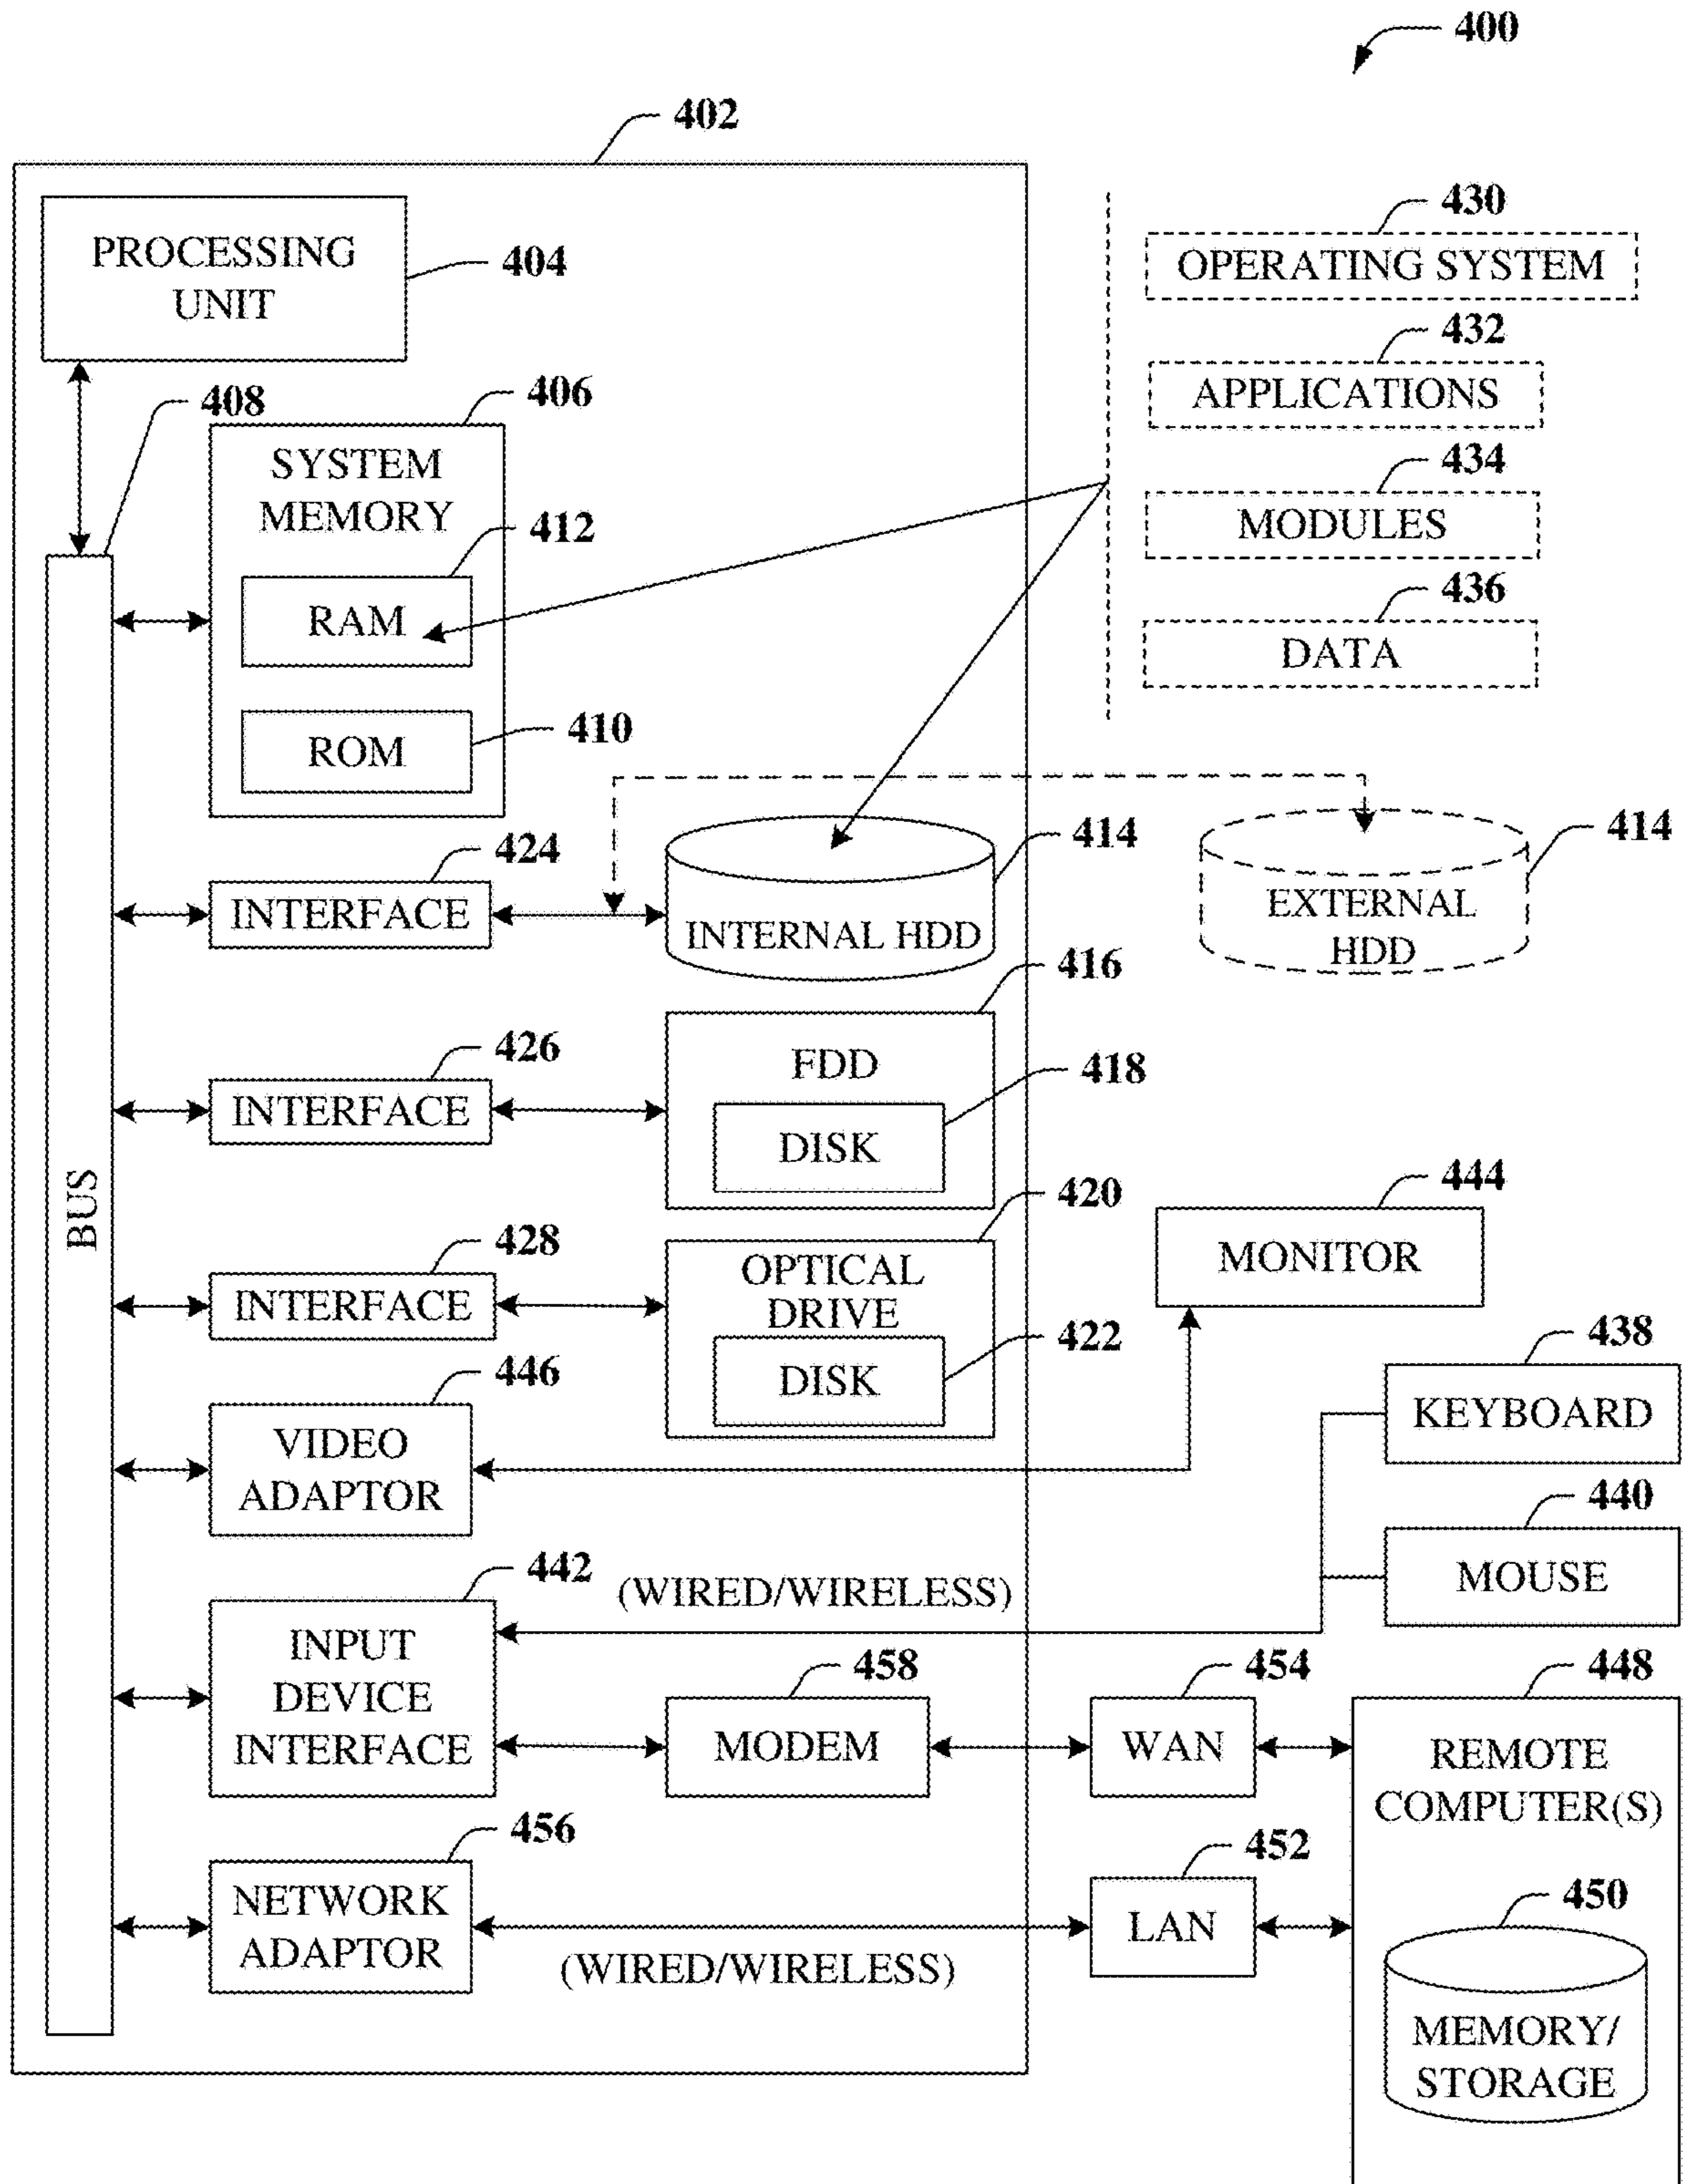 400
402
PROCESSING
UNIT
404
430
OPERATING SYSTEM
432
APPLICATIONS
434
MODULES
436
DATA
408
406
SYSTEM
MEMORY
412
RAM
410
ROM
424
INTERFACE
414
INTERNAL HDD
414
EXTERNAL
HDD
426
INTERFACE
416
FDD
418
DISK
BUS
428
INTERFACE
420
OPTICAL
DRIVE
422
DISK
444
MONITOR
446
VIDEO
ADAPTOR
438
KEYBOARD
440
MOUSE
442
(WIRED/WIRELESS)
INPUT
DEVICE
INTERFACE
458
MODEM
454
WAN
448
REMOTE
COMPUTER(S)
456
NETWORK
ADAPTOR
(WIRED/WIRELESS)
452
LAN
450
MEMORY/
STORAGE